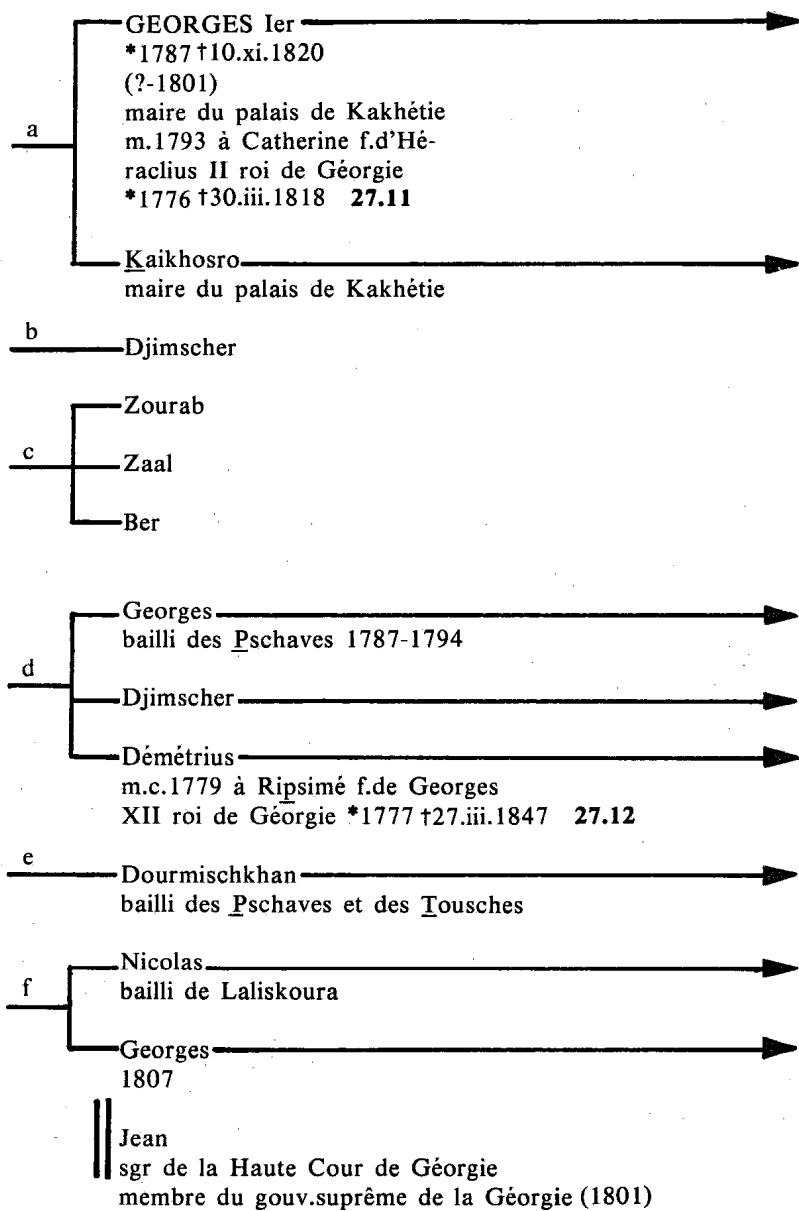 GEORGES Ier
*1787 †10.xi.1820
(?-1801)
maire du palais de Kakhétie
a
m.1793 à Catherine f.d'Hé-
raclius II roi de Géorgie
*1776 †30.iii.1818 27.11
Kaikhosro
maire du palais de Kakhétie
b
Djimscher
Zourab
c
Zaal
Ber
Georges
bailli des Pschaves 1787-1794
d
Djimscher
Démétrius
m.c.1779 à Ripsimé f.de Georges
XII roi de Géorgie *1777 †27.iii.1847 27.12
e
Dourmischkhan
bailli des Pschaves et des Tousches
Nicolas
f
bailli de Laliskoura
Georges
1807
Jean
sgr de la Haute Cour de Géorgie
membre du gouv.suprême de la Géorgie (1801)